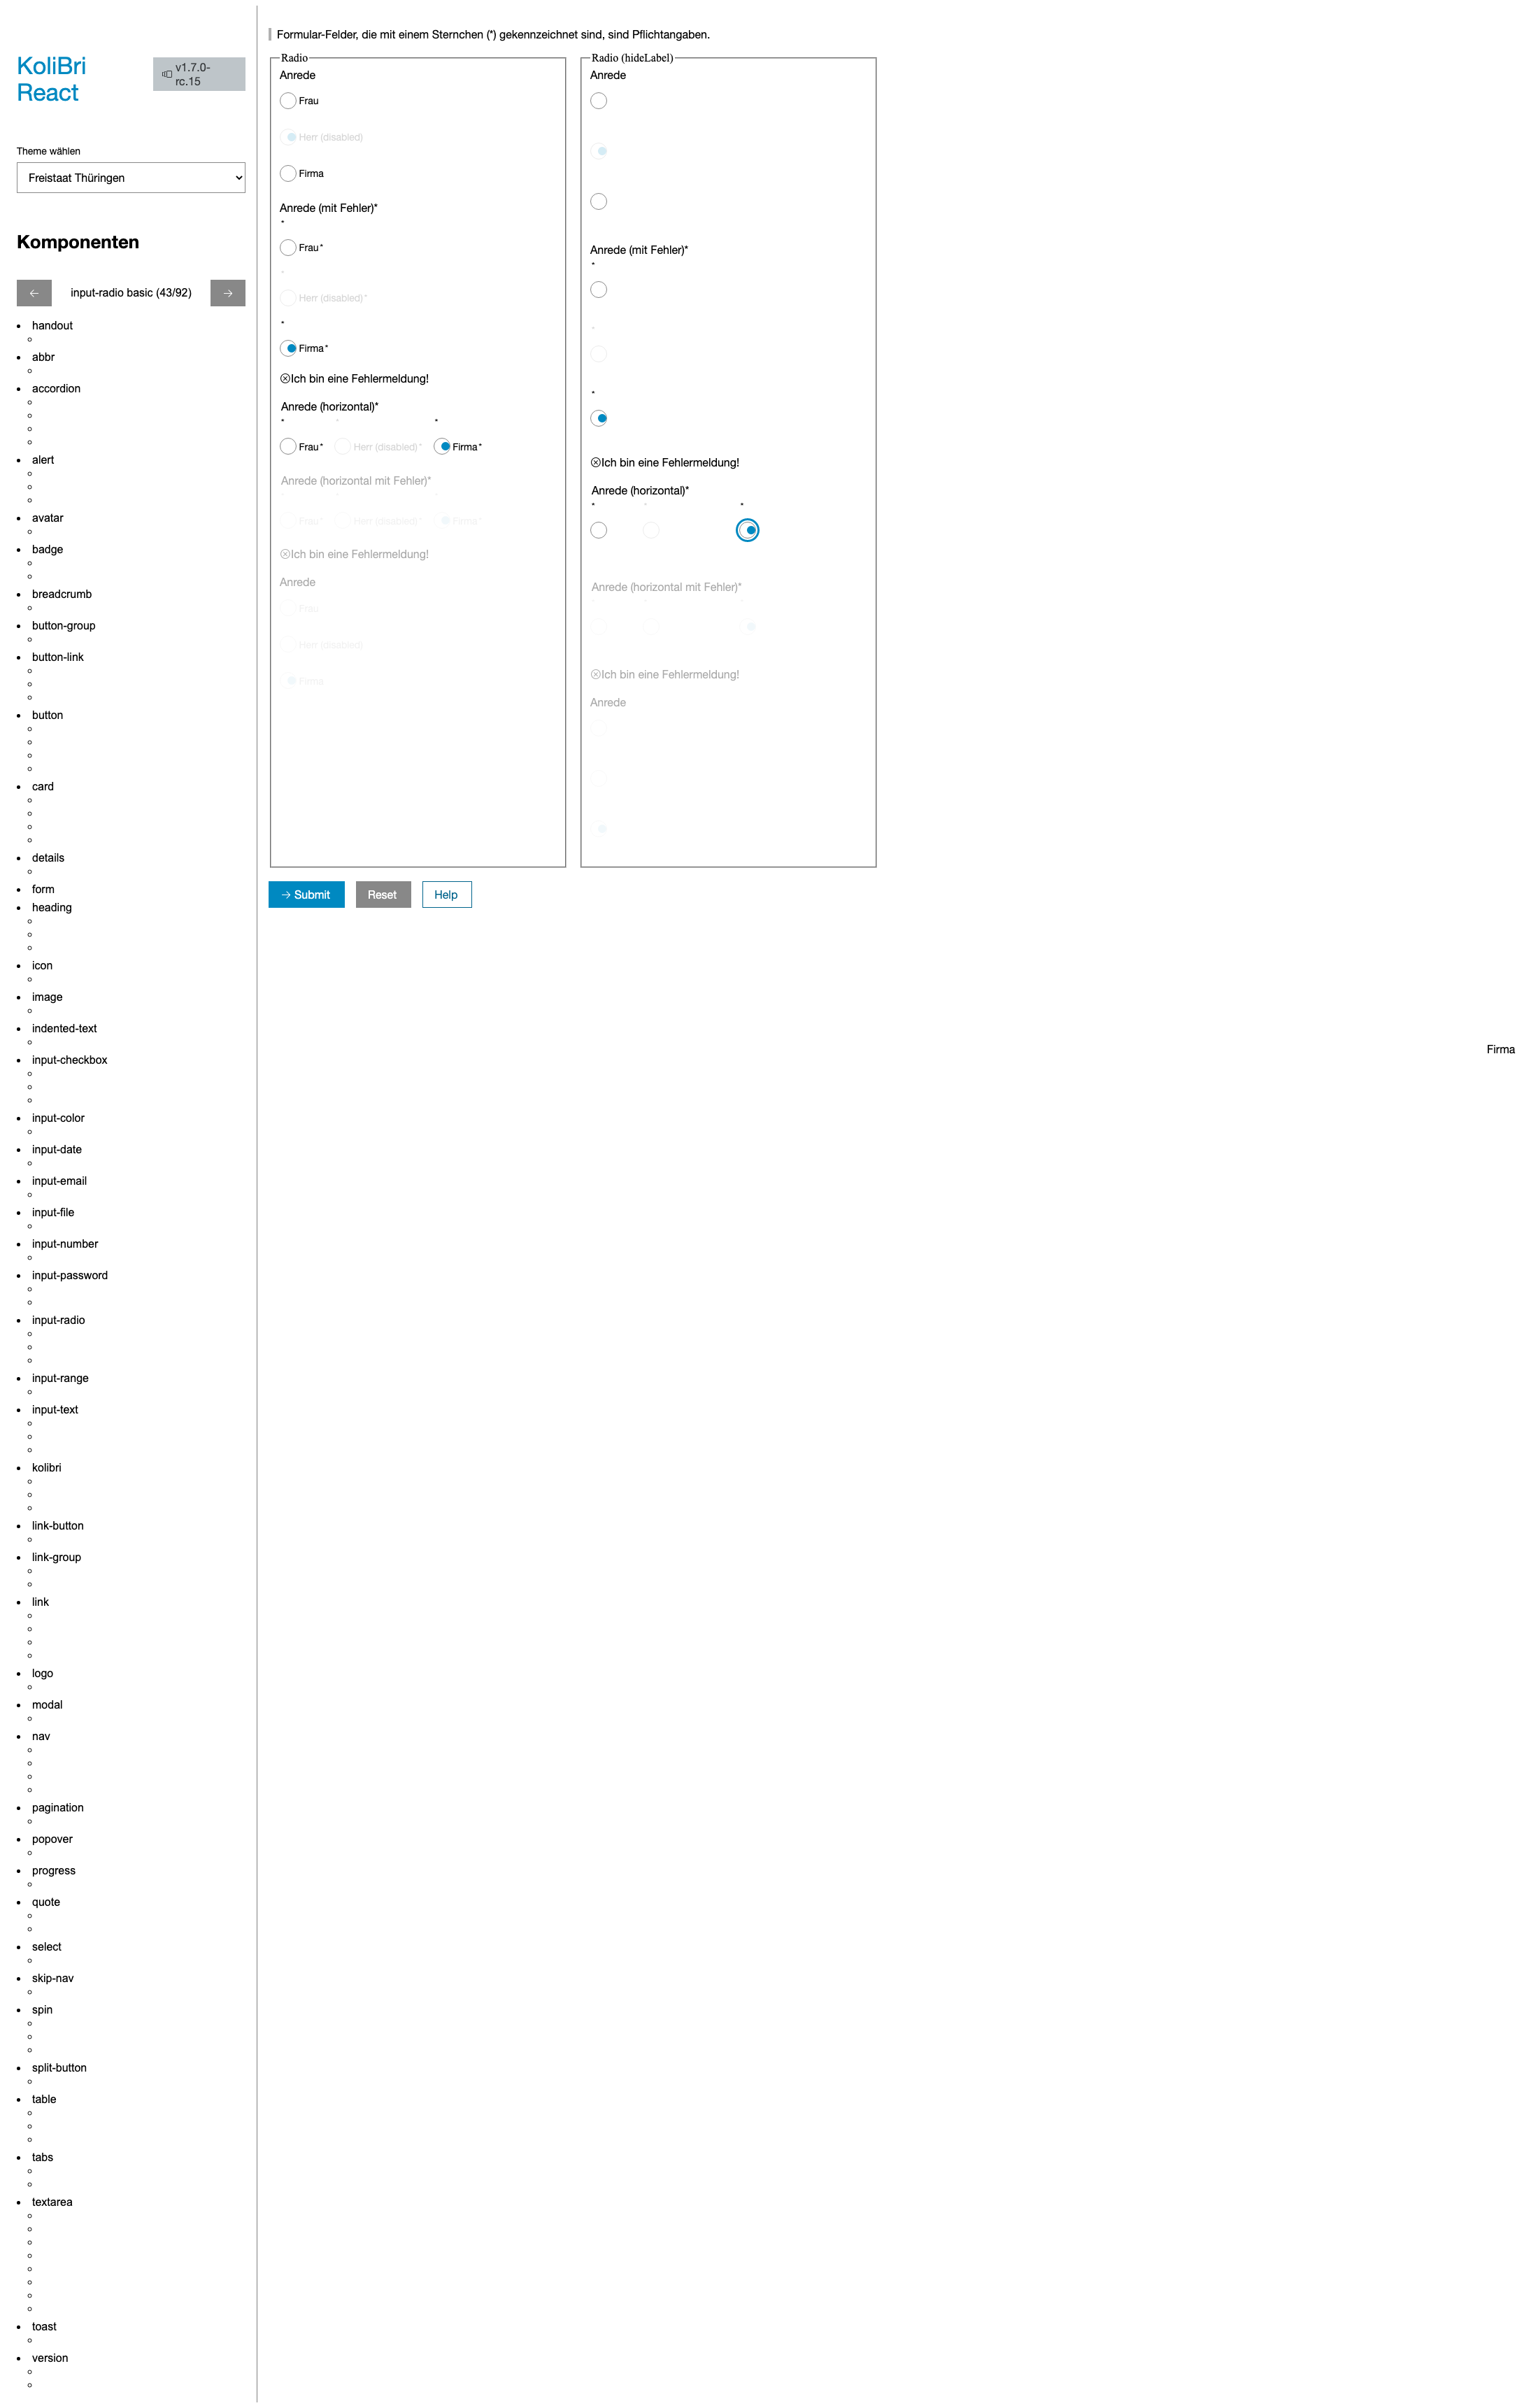 KoliBri
React
v1.7.0-
rc.15
Theme wählen
Freistaat Thüringen
Komponenten
input-radio basic (43/92)
handout
abbr
accordion
alert
avatar
badge
breadcrumb
button-group
button-link
button
card
details
form
heading
icon
image
indented-text
input-checkbox
input-color
input-date
input-email
input-file
input-number
input-password
input-radio
input-range
input-text
kolibri
link-button
link-group
link
logo
modal
nav
pagination
popover
progress
quote
select
skip-nav
spin
split-button
table
tabs
textarea
toast
version
Formular-Felder, die mit einem Sternchen (*) gekennzeichnet sind, sind Pflichtangaben.
Radio
Anrede
Frau
Herr (disabled)
Firma
Anrede (mit Fehler)*
*
Frau*
*
Herr (disabled)*
*
Firma*
Ich bin eine Fehlermeldung!
Anrede (horizontal)*
* * *
Frau* Herr (disabled)* Firma*
Anrede (horizontal mit Fehler)*
* * *
Frau* Herr (disabled)* Firma*
Ich bin eine Fehlermeldung!
Anrede
Frau
Herr (disabled)
Firma
Radio (hideLabel)
Anrede
Anrede (mit Fehler)*
*
*
*
Ich bin eine Fehlermeldung!
Anrede (horizontal)*
* * *
Anrede (horizontal mit Fehler)*
* * *
Ich bin eine Fehlermeldung!
Anrede
Submit
Reset
Help
Firma